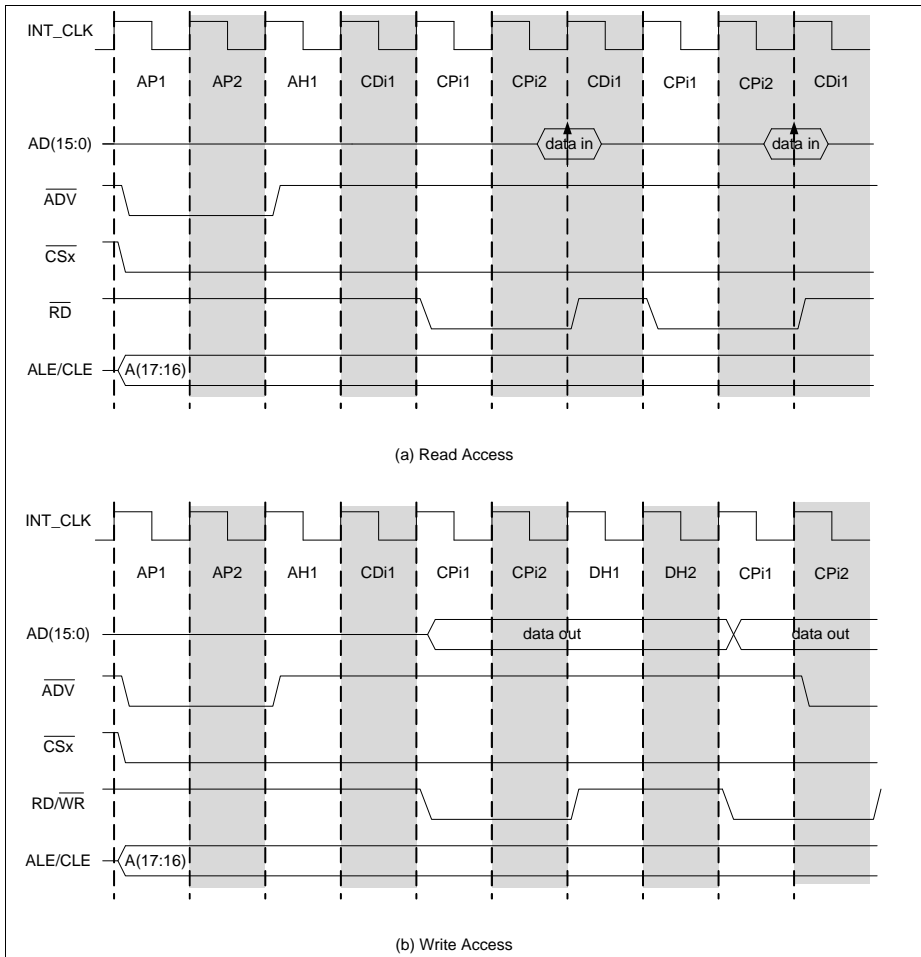 INT_CLK
AP1 AP2 AH1 CDi1 CPi1 CPi2 CDi1 CPi1 CPi2 CDi1
AD(15:0) data in data in
ADV
CSx
RD
ALE/CLE A(17:16)
(a) Read Access
INT_CLK
AP1 AP2 AH1 CDi1 CPi1 CPi2 DH1 DH2 CPi1 CPi2
AD(15:0) data out data out
ADV
CSx
RD/WR
ALE/CLE A(17:16)
(b) Write Access